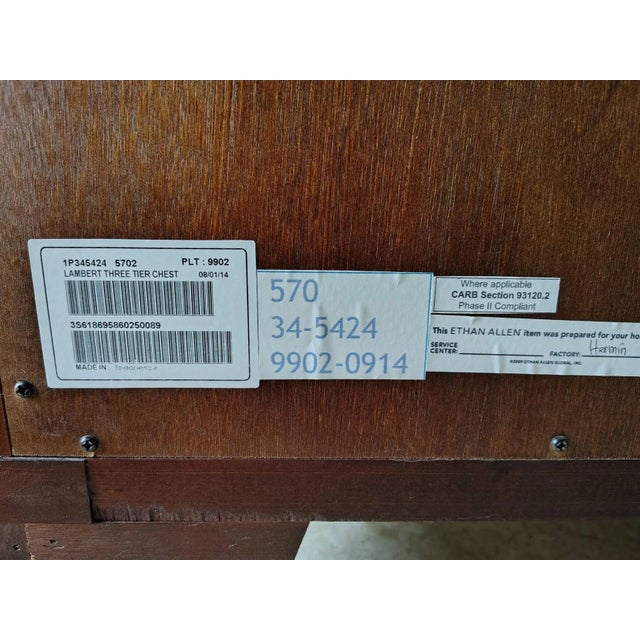 1P345424 5702 PLT : 9902
LAMBERT THREE TIER CHEST 08/01/14
3S618695860250089
MADE IN Indonesia
570
34-5424
9902-0914
Where applicable
CARB Section 93120.2
Phase II Compliant
This ETHAN ALLEN item was prepared for your ho
SERVICE
CENTER: FACTORY: Hermin
©2009 ETHAN ALLEN GLOBAL, INC.